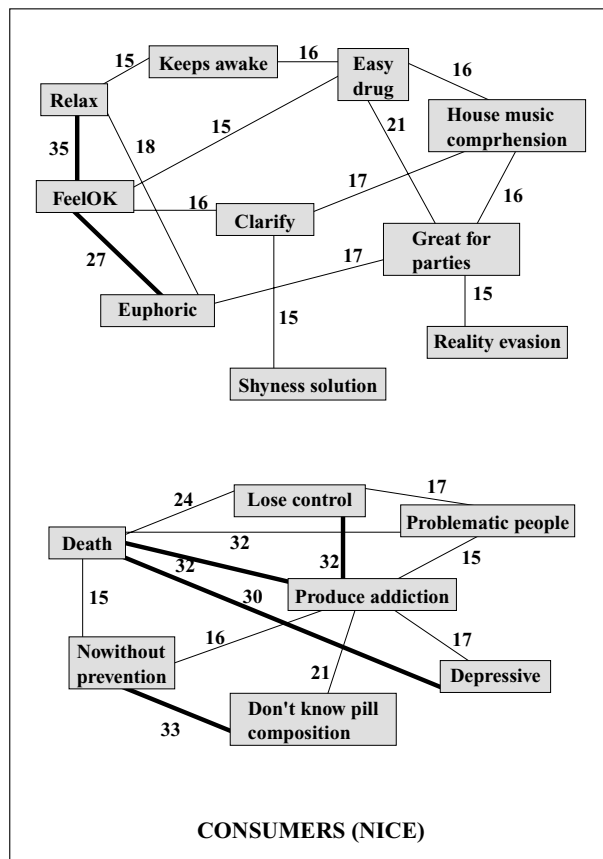 15
Keeps awake
16
Easy
drug
16
Relax
House music
comprhension
35
18
15
21
FeelOK
16
Clarify
17
16
Great for
parties
27
17
Euphoric
15
15
Reality evasion
Shyness solution
24
Lose control
17
Problematic people
Death
32
32
32
15
15
30
Produce addiction
16
17
Nowithout
prevention
21
Depressive
33
Don't know pill
composition
CONSUMERS (NICE)